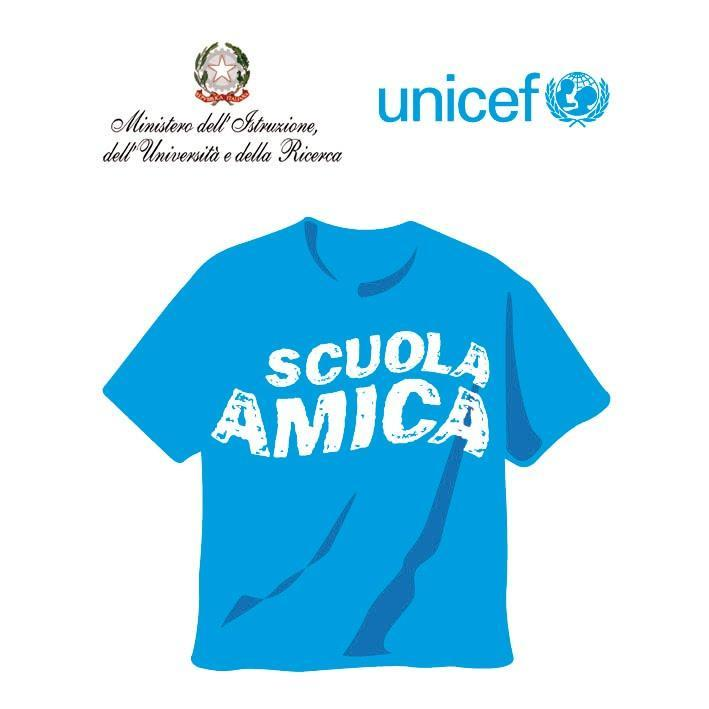 Ministero dell'Istruzione,
dell'Università e della Ricerca
unicef
SCUOLA
AMICA